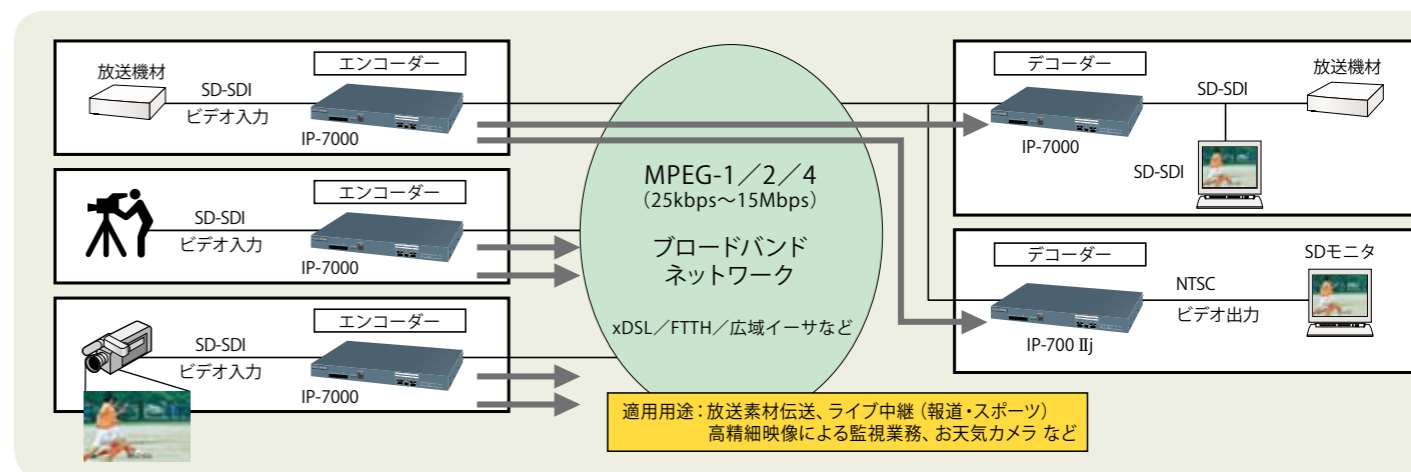 エンコーダー
放送機材
SD-SDI
ビデオ入力
IP-7000
エンコーダー
SD-SDI
ビデオ入力
IP-7000
エンコーダー
SD-SDI
ビデオ入力
IP-7000
MPEG-1／2／4
（25kbps〜15Mbps）
ブロードバンド
ネットワーク
xDSL／FTTH／広域イーサなど
適用用途：放送素材伝送、ライブ中継（報道・スポーツ）
高精細映像による監視業務、お天気カメラ など
デコーダー
放送機材
SD-SDI
IP-7000
SD-SDI
デコーダー
SDモニタ
NTSC
ビデオ出力
IP-700 Ⅱj